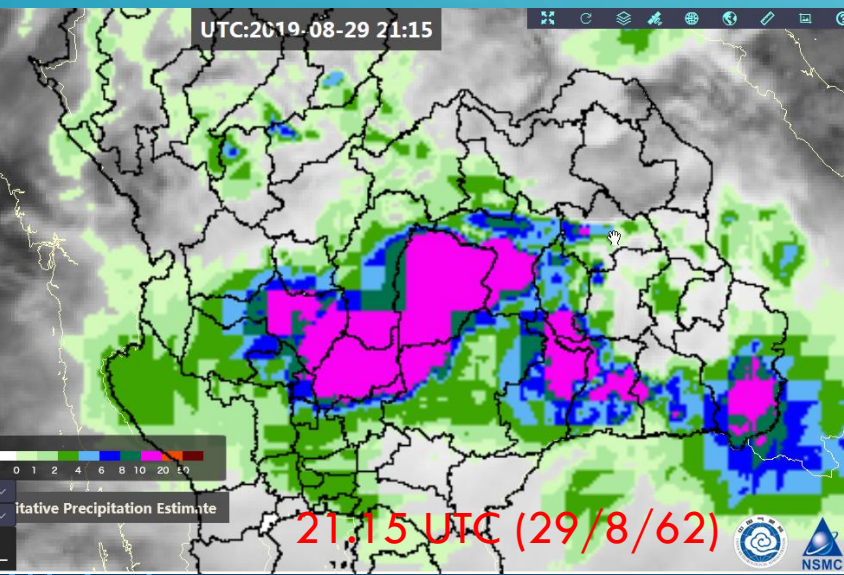 UTC:2019-08-29 21:15
0 1 2 4 6 8 10 20 50
itative Precipitation Estimate
21.15 UTC (29/8/62)
NSMC